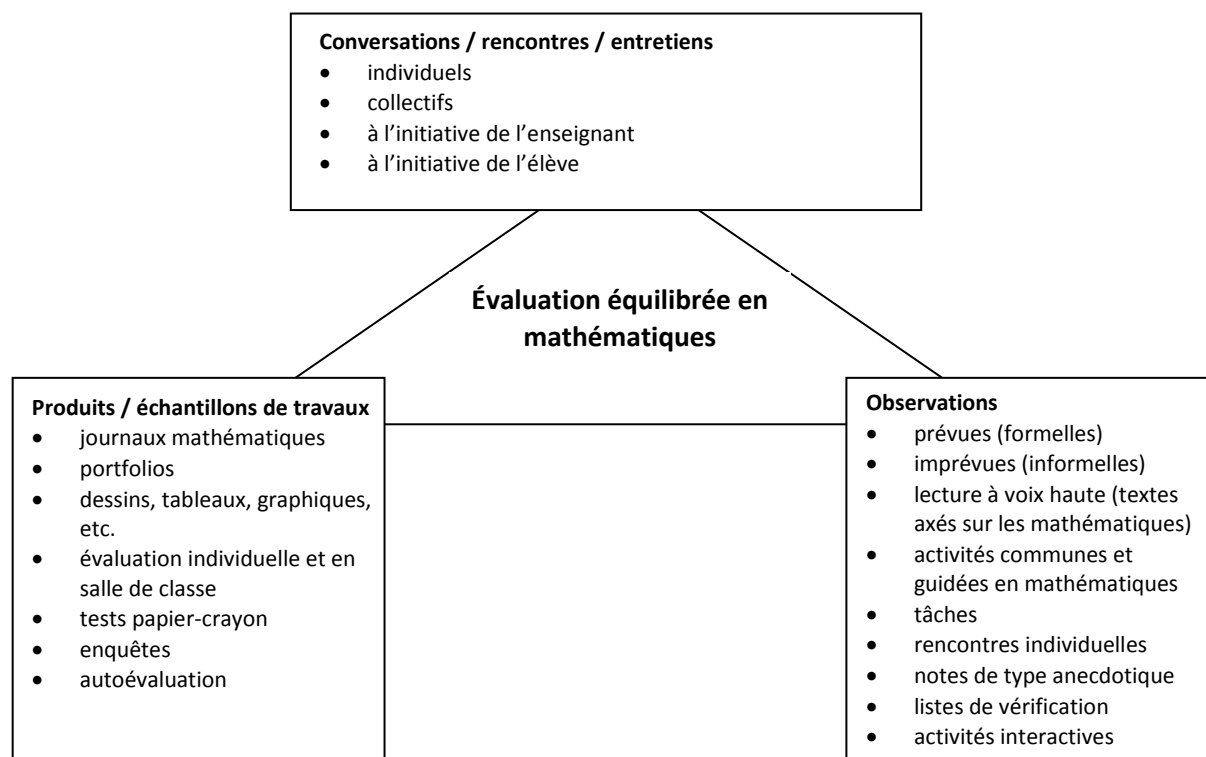 Conversations / rencontres / entretiens
• individuels
• collectifs
• à l’initiative de l’enseignant
• à l’initiative de l’élève
Évaluation équilibrée en
mathématiques
Produits / échantillons de travaux
• journaux mathématiques
• portfolios
• dessins, tableaux, graphiques,
etc.
• évaluation individuelle et en
salle de classe
• tests papier-crayon
• enquêtes
• autoévaluation
Observations
• prévues (formelles)
• imprévues (informelles)
• lecture à voix haute (textes
axés sur les mathématiques)
• activités communes et
guidées en mathématiques
• tâches
• rencontres individuelles
• notes de type anecdotique
• listes de vérification
• activités interactives